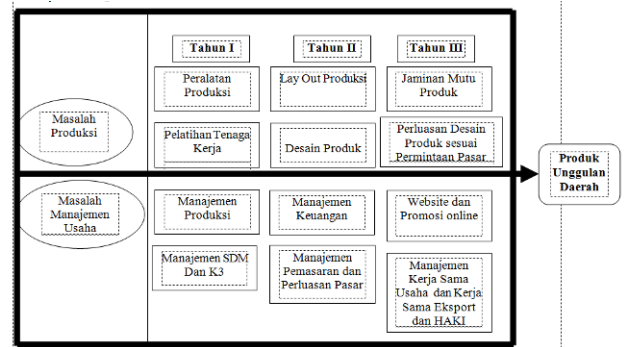 Tahun I
Tahun II
Tahun III
Masalah
Produksi
Peralatan
Produksi
Lay Out Produksi
Jaminan Mutu
Produk
Pelatihan Tenaga
Kerja
Desain Produk
Perluasan Desain
Produk sesuai
Permintaan Pasar
Produk
Unggulan
Daerah
Masalah
Manajemen
Usaha
Manajemen
Produksi
Manajemen
Keuangan
Website dan
Promosi online
Manajemen SDM
Dan K3
Manajemen
Pemasaran dan
Perluasan Pasar
Manajemen
Kerja Sama
Usaha dan Kerja
Sama Eksport
dan HAKI